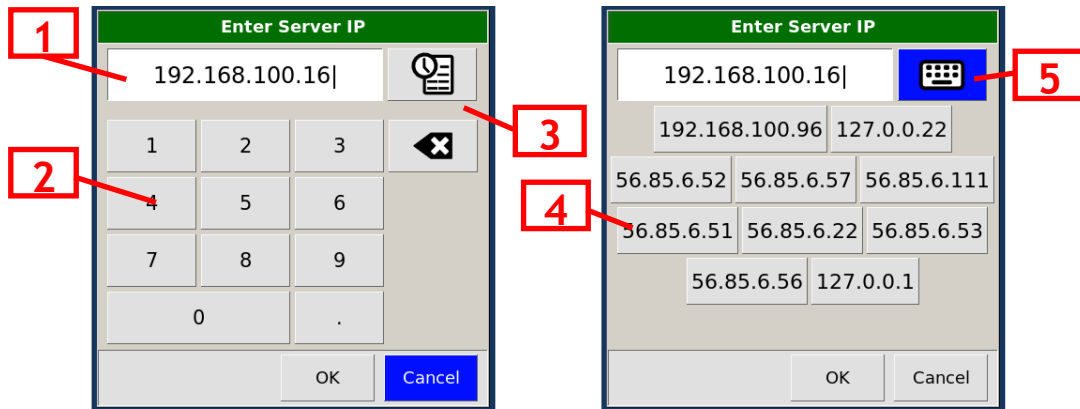 1
Enter Server IP
192.168.100.16
3
1 2 3
2
4 5 6
7 8 9
0 .
OK Cancel
Enter Server IP
192.168.100.16
5
192.168.100.96 127.0.0.22
56.85.6.52 56.85.6.57 56.85.6.111
4
56.85.6.51 56.85.6.22 56.85.6.53
56.85.6.56 127.0.0.1
OK Cancel